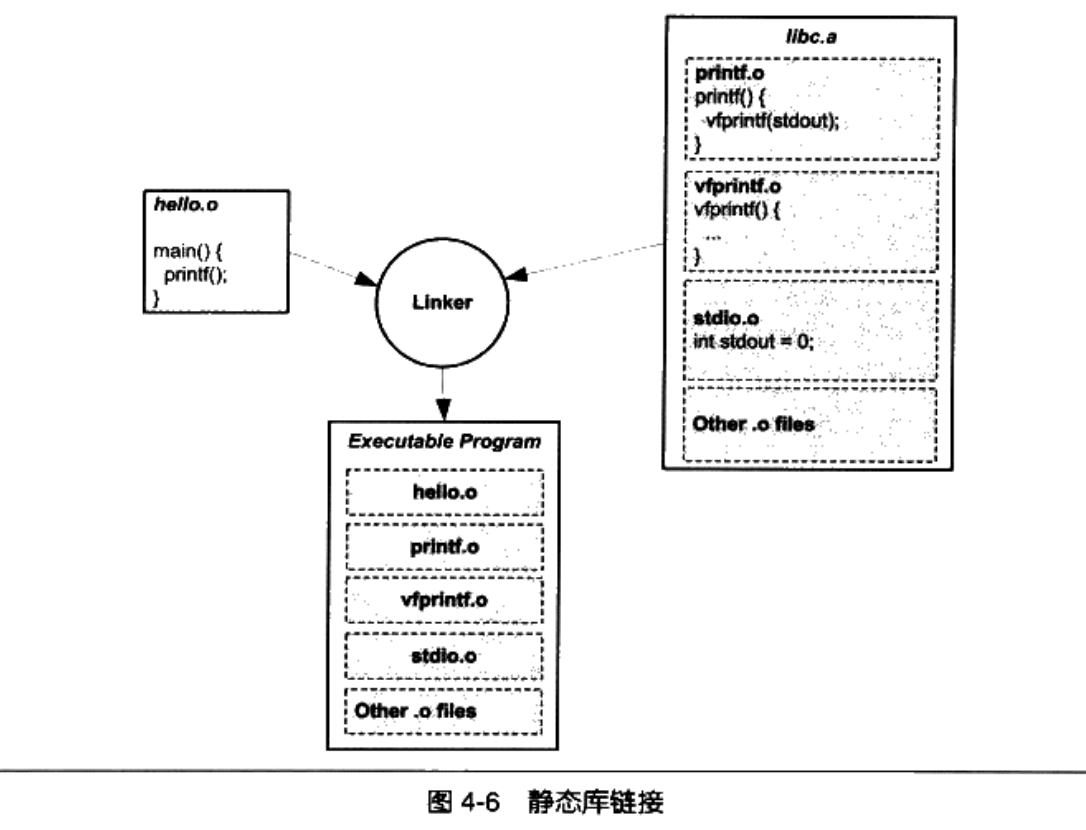 libc.a
printf.o
printf() {
vfprintf(stdout);
}
vfprintf.o
vfprintf() {
...
}
stdio.o
int stdout = 0;
Other .o files
hello.o
main() {
printf();
}
Linker
Executable Program
hello.o
printf.o
vfprintf.o
stdio.o
Other .o files
图 4-6 静态库链接